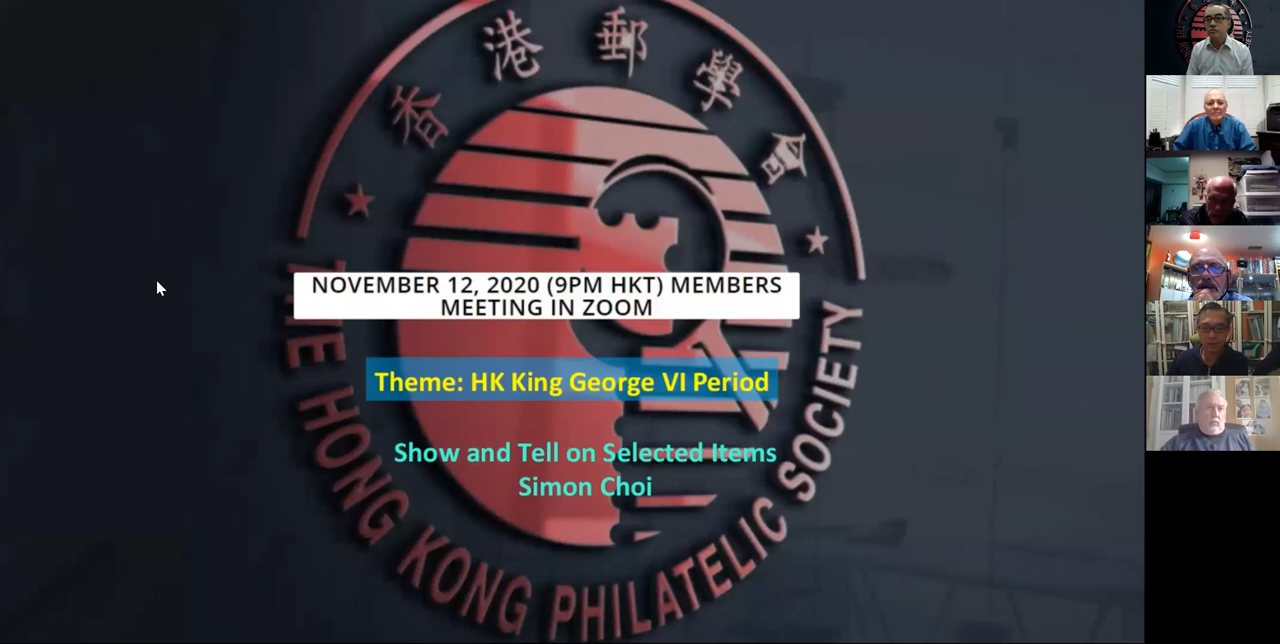 香港郵學會
NOVEMBER 12, 2020 (9PM HKT) MEMBERS
MEETING IN ZOOM
Theme: HK King George VI Period
Show and Tell on Selected Items
Simon Choi
THE HONG KONG PHILATELIC SOCIETY